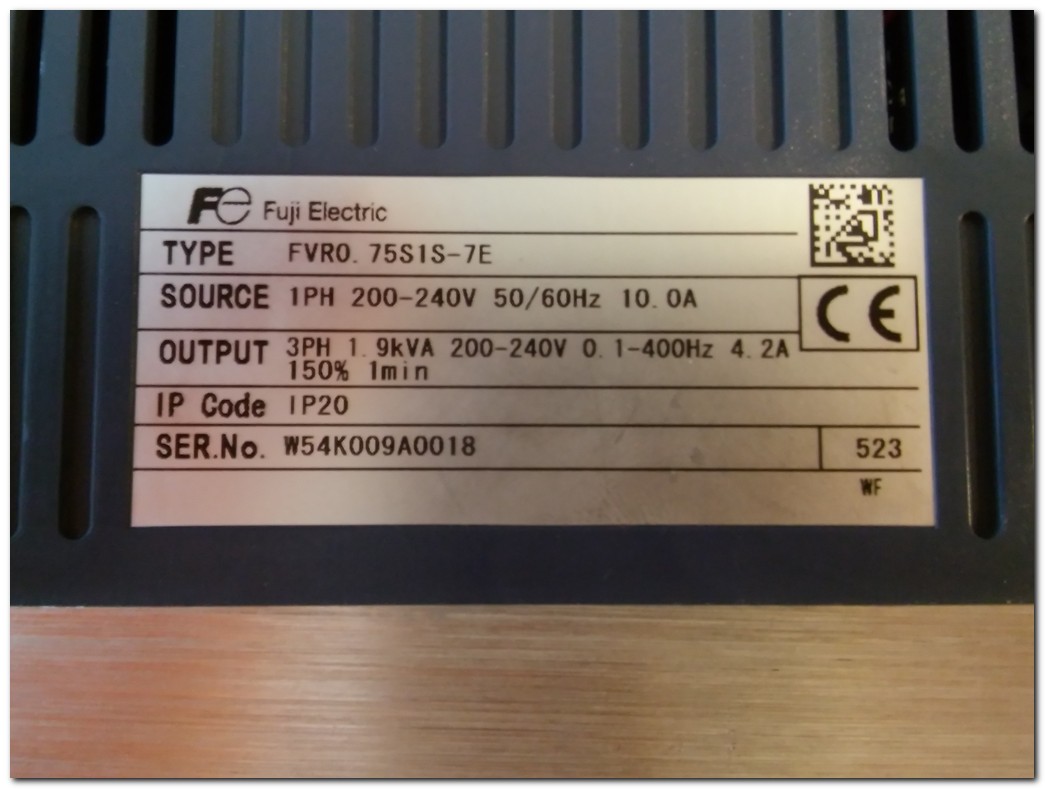 Fe Fuji Electric
TYPE FVR0.75S1S-7E
SOURCE 1PH 200-240V 50/60Hz 10.0A
CE
OUTPUT 3PH 1.9kVA 200-240V 0.1-400Hz 4.2A
150% 1min
IP Code IP20
SER.No. W54K009A0018 523
WF